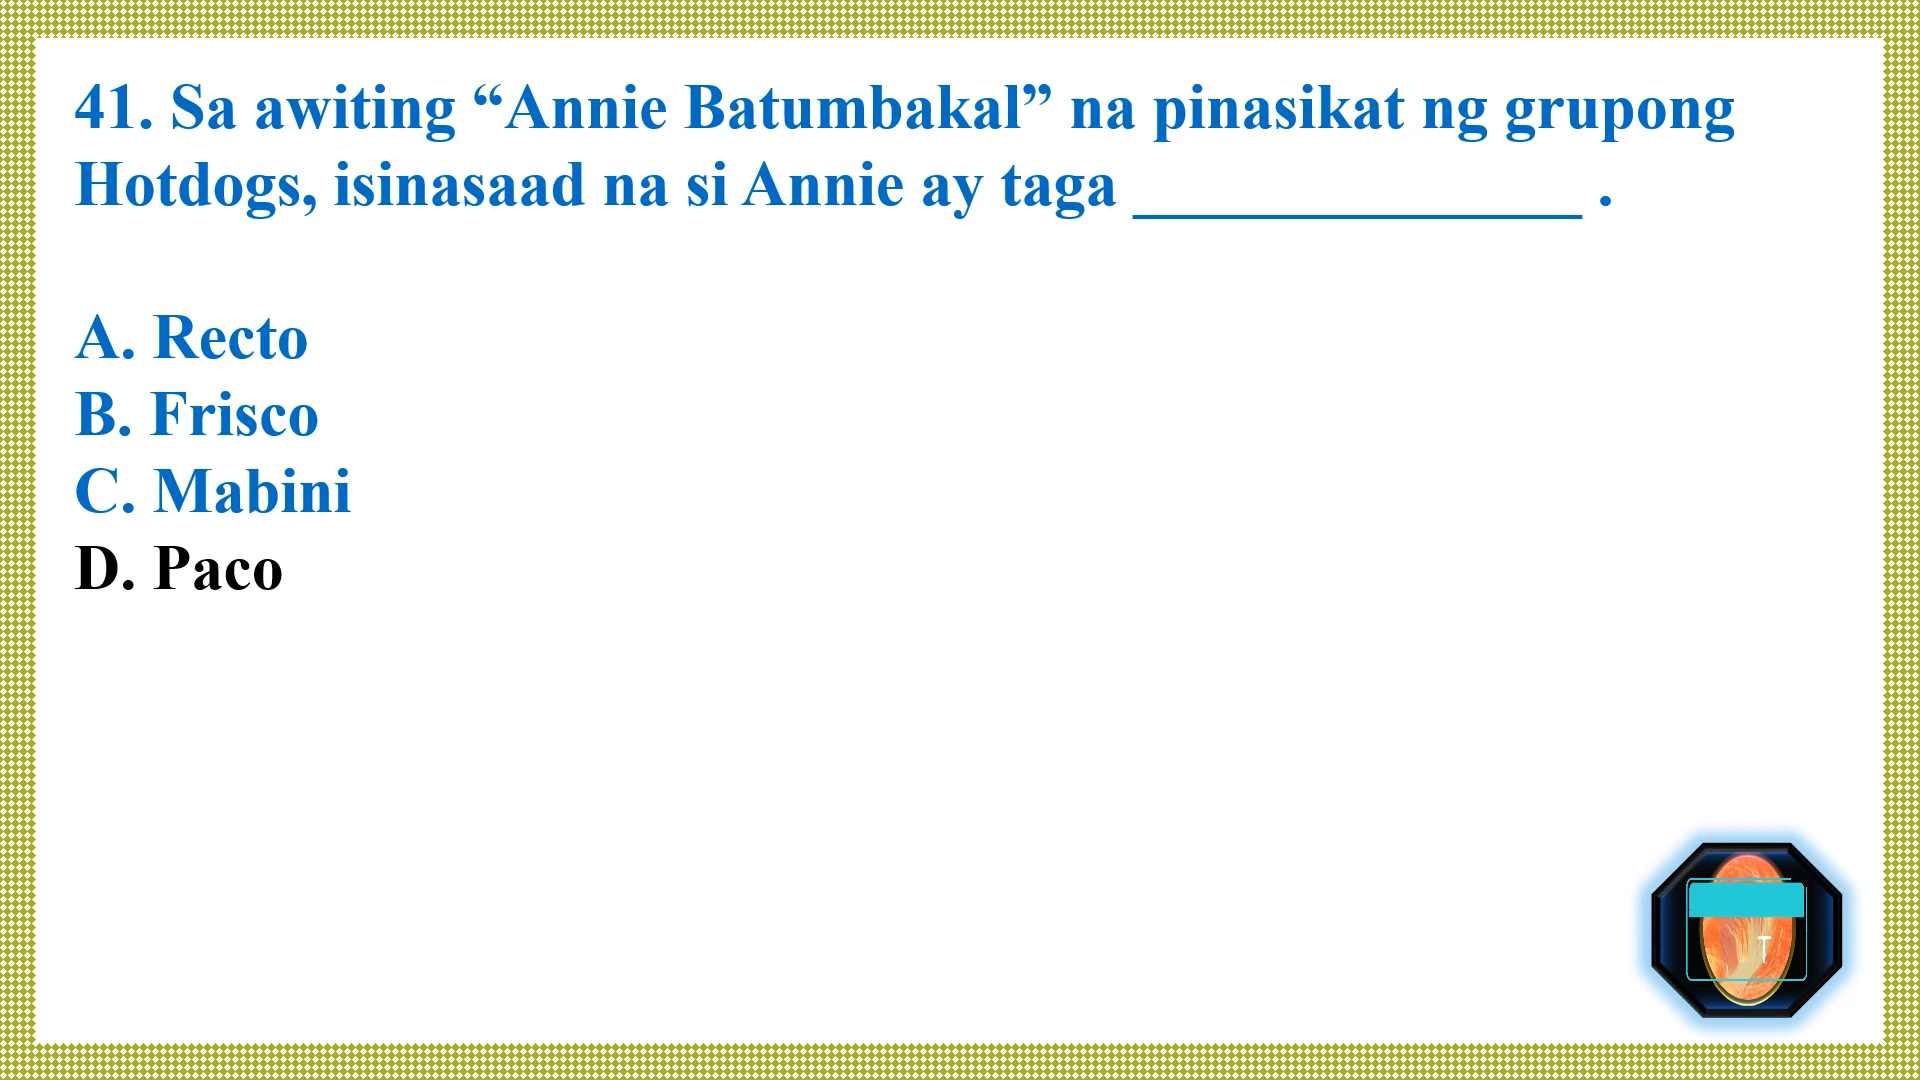 41. Sa awiting “Annie Batumbakal” na pinasikat ng grupong
Hotdogs, isinasaad na si Annie ay taga ______________ .
A. Recto
B. Frisco
C. Mabini
D. Paco
T